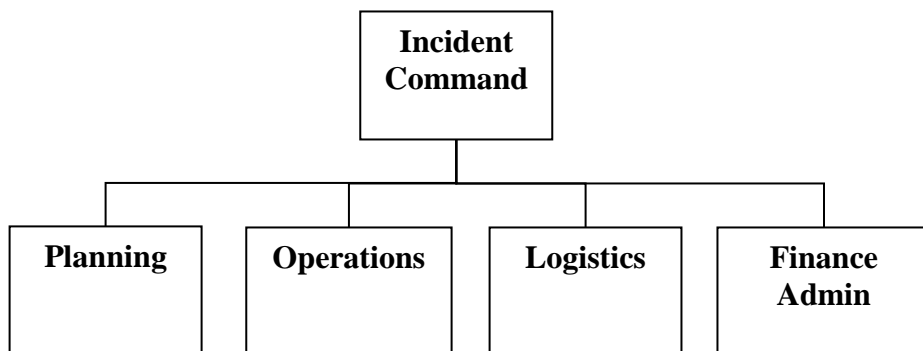 Incident
Command
Planning
Operations
Logistics
Finance
Admin